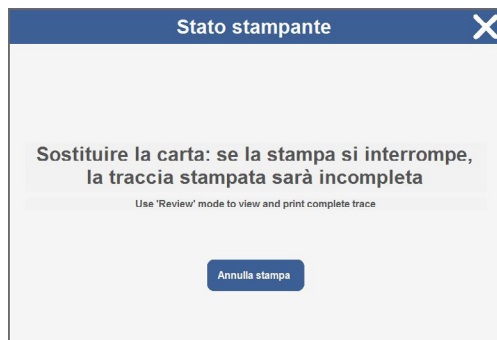 Stato stampante
Sostituire la carta: se la stampa si interrompe,
la traccia stampata sarà incompleta
Use 'Review' mode to view and print complete trace
Annulla stampa